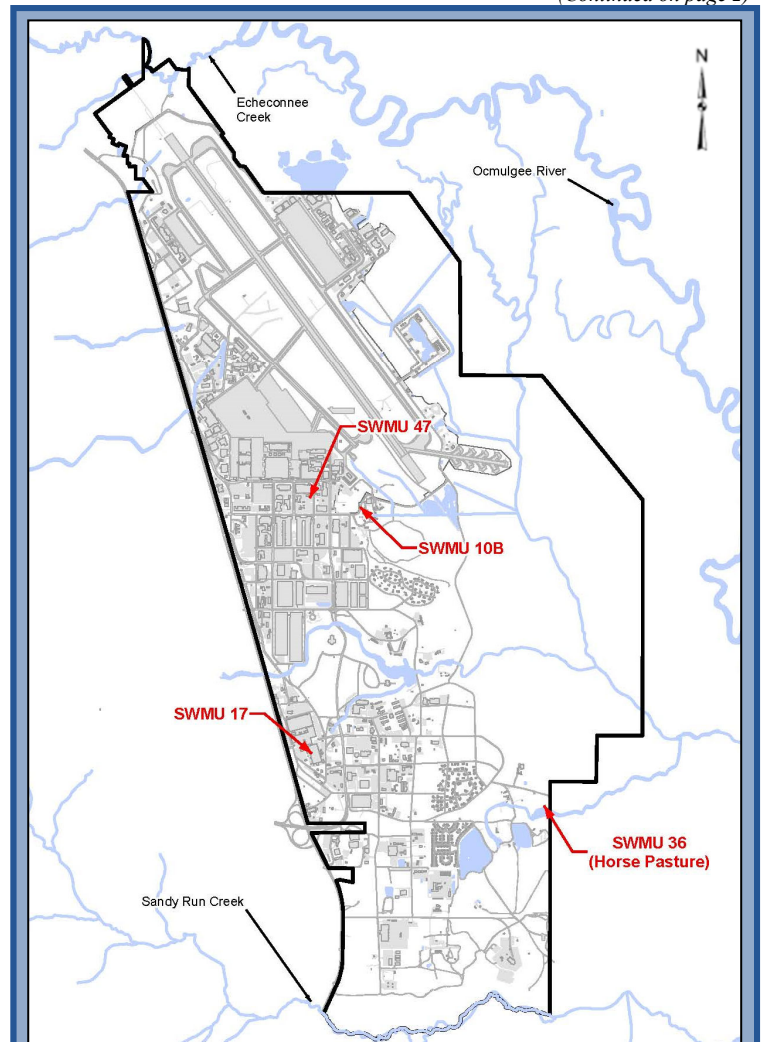 (Continued on page 2)
N
Echeconnee
Creek
Ocmulgee River
SWMU 47
SWMU 10B
SWMU 17
SWMU 36
(Horse Pasture)
Sandy Run Creek